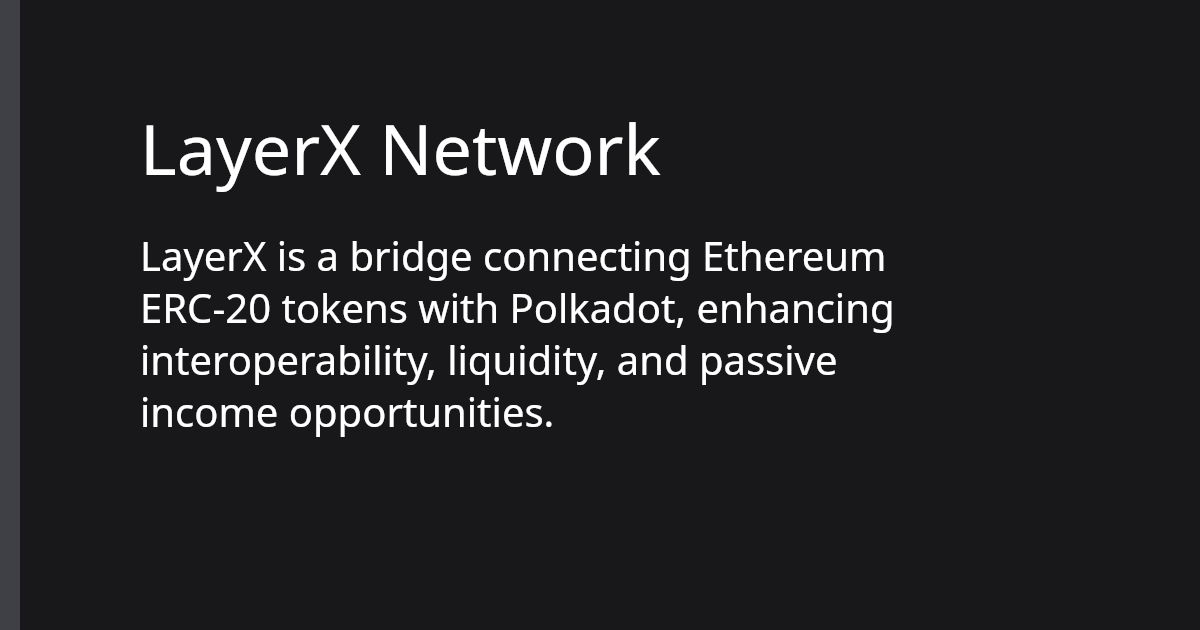 LayerX Network
LayerX is a bridge connecting Ethereum
ERC-20 tokens with Polkadot, enhancing
interoperability, liquidity, and passive
income opportunities.